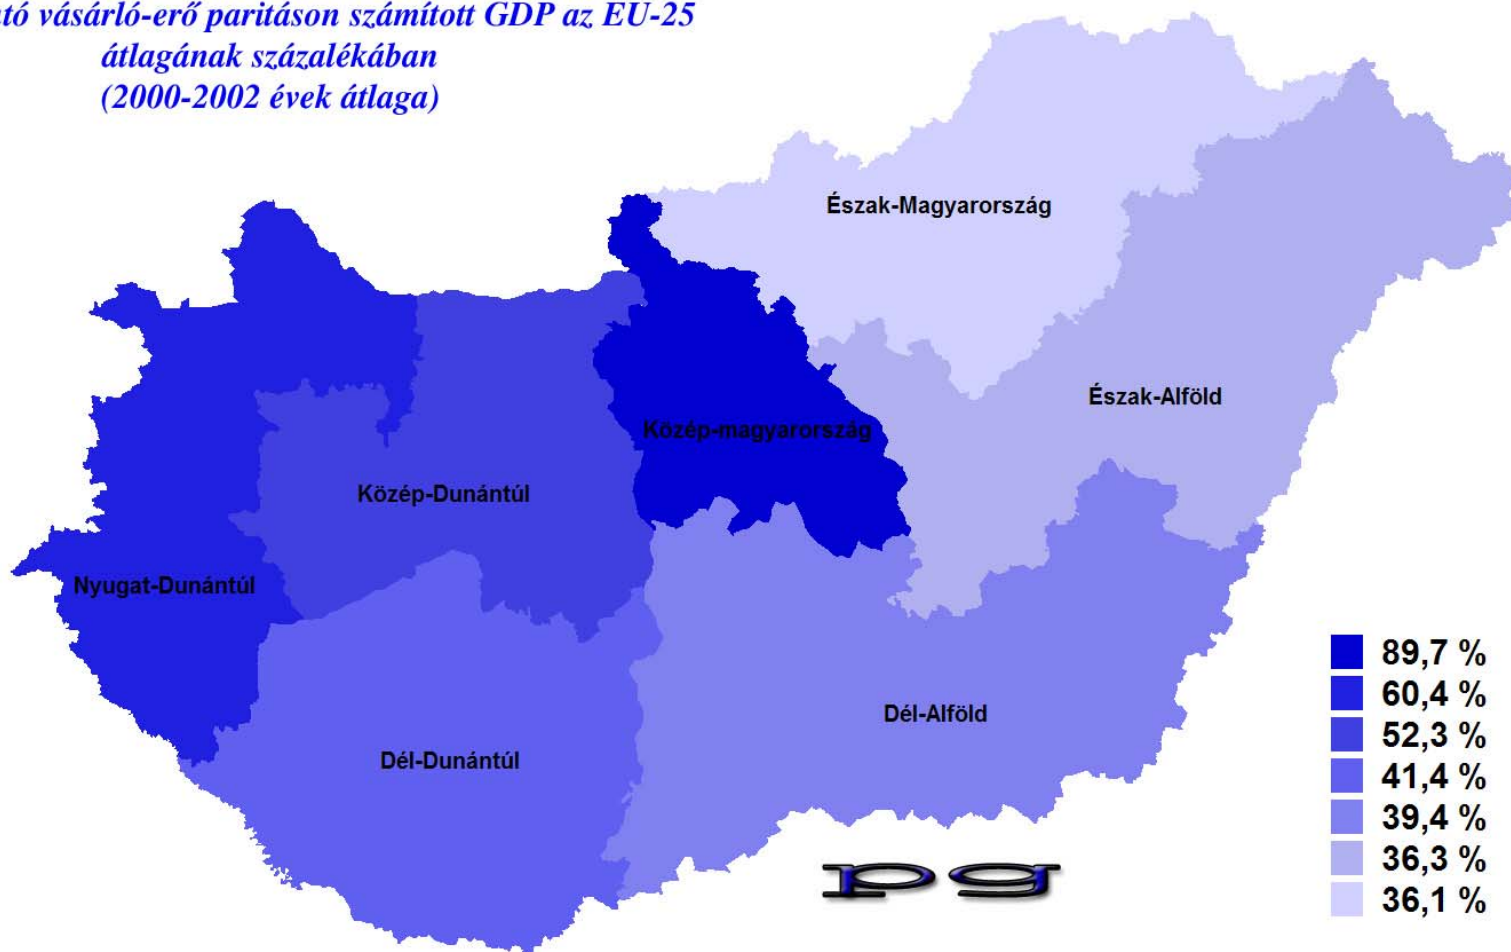 vásárló-erő paritáson számított GDP az EU-25
átlagának százalékában
(2000-2002 évek átlaga)
Észak-Magyarország
Észak-Alföld
Közép-magyarország
Közép-Dunántúl
Nyugat-Dunántúl
Dél-Alföld
Dél-Dunántúl
89,7 %
60,4 %
52,3 %
41,4 %
39,4 %
36,3 %
36,1 %
pg